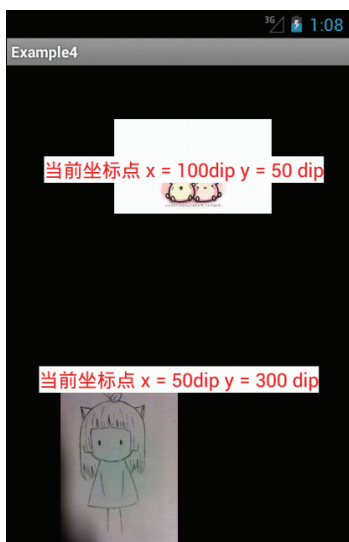 3G 1:08
Example4
当前坐标点 x = 100dip y = 50 dip
当前坐标点 x = 50dip y = 300 dip